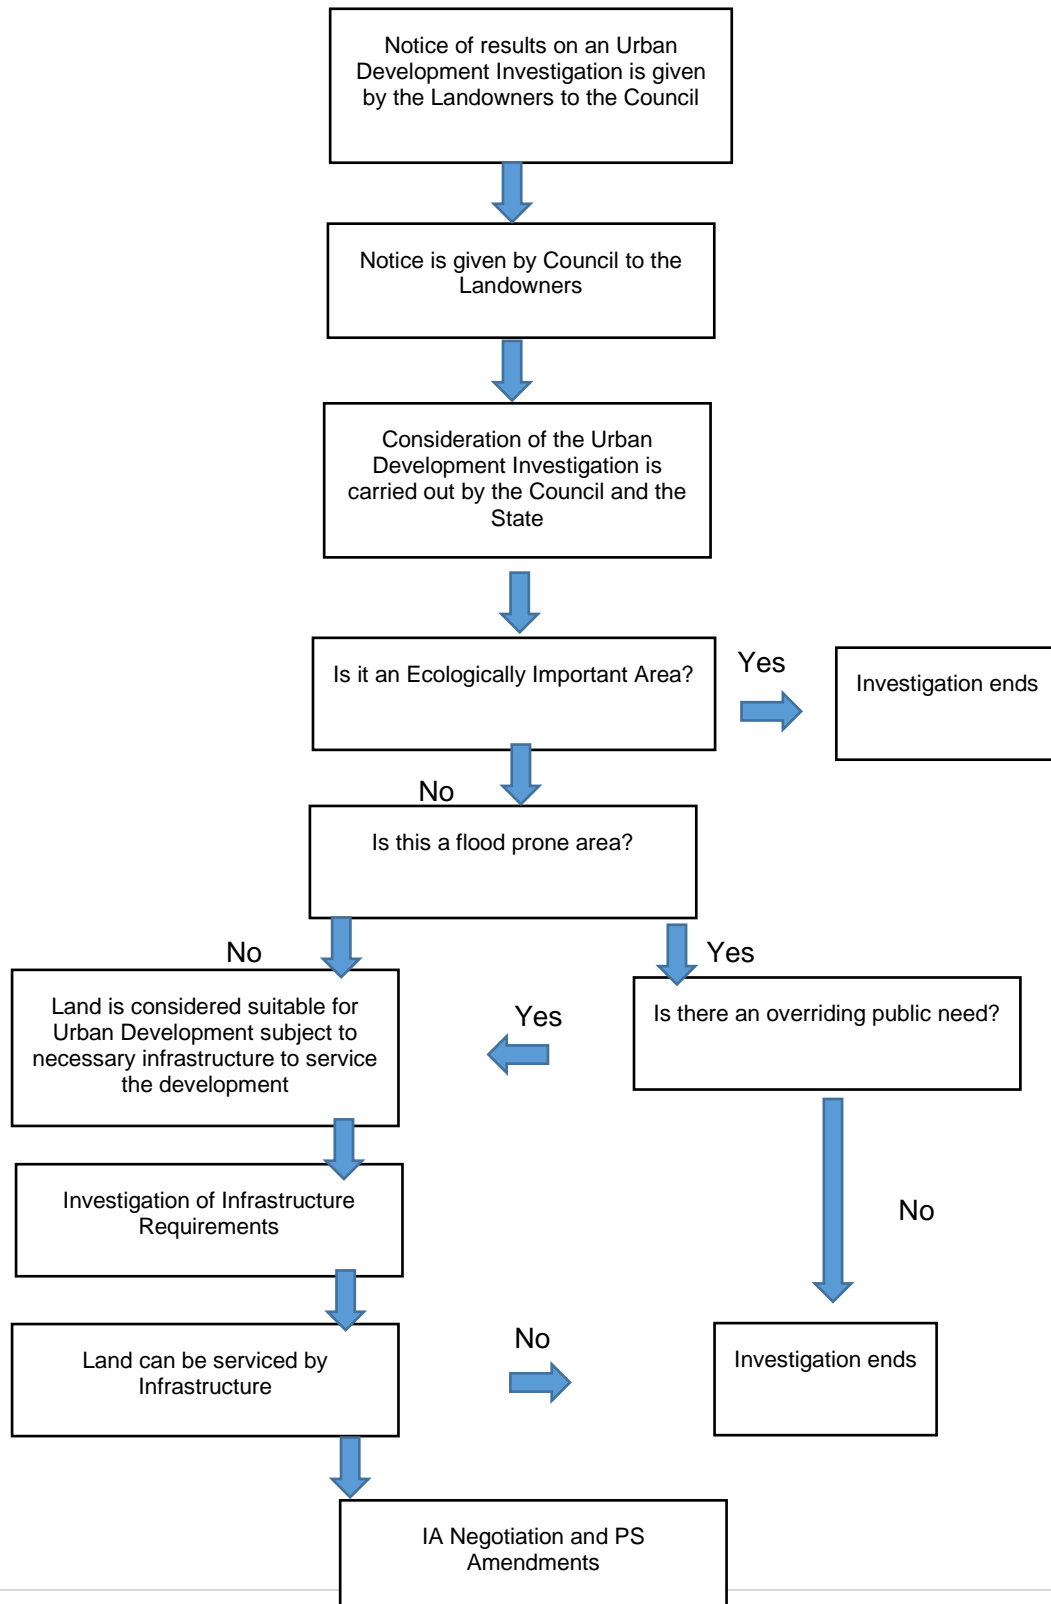 Notice of results on an Urban
Development Investigation is given
by the Landowners to the Council
Notice is given by Council to the
Landowners
Consideration of the Urban
Development Investigation is
carried out by the Council and the
State
Is it an Ecologically Important Area?
Yes
Investigation ends
No
Is this a flood prone area?
No
Yes
Land is considered suitable for
Urban Development subject to
necessary infrastructure to service
the development
Yes
Is there an overriding public need?
Investigation of Infrastructure
Requirements
No
Land can be serviced by
Infrastructure
No
Investigation ends
IA Negotiation and PS
Amendments